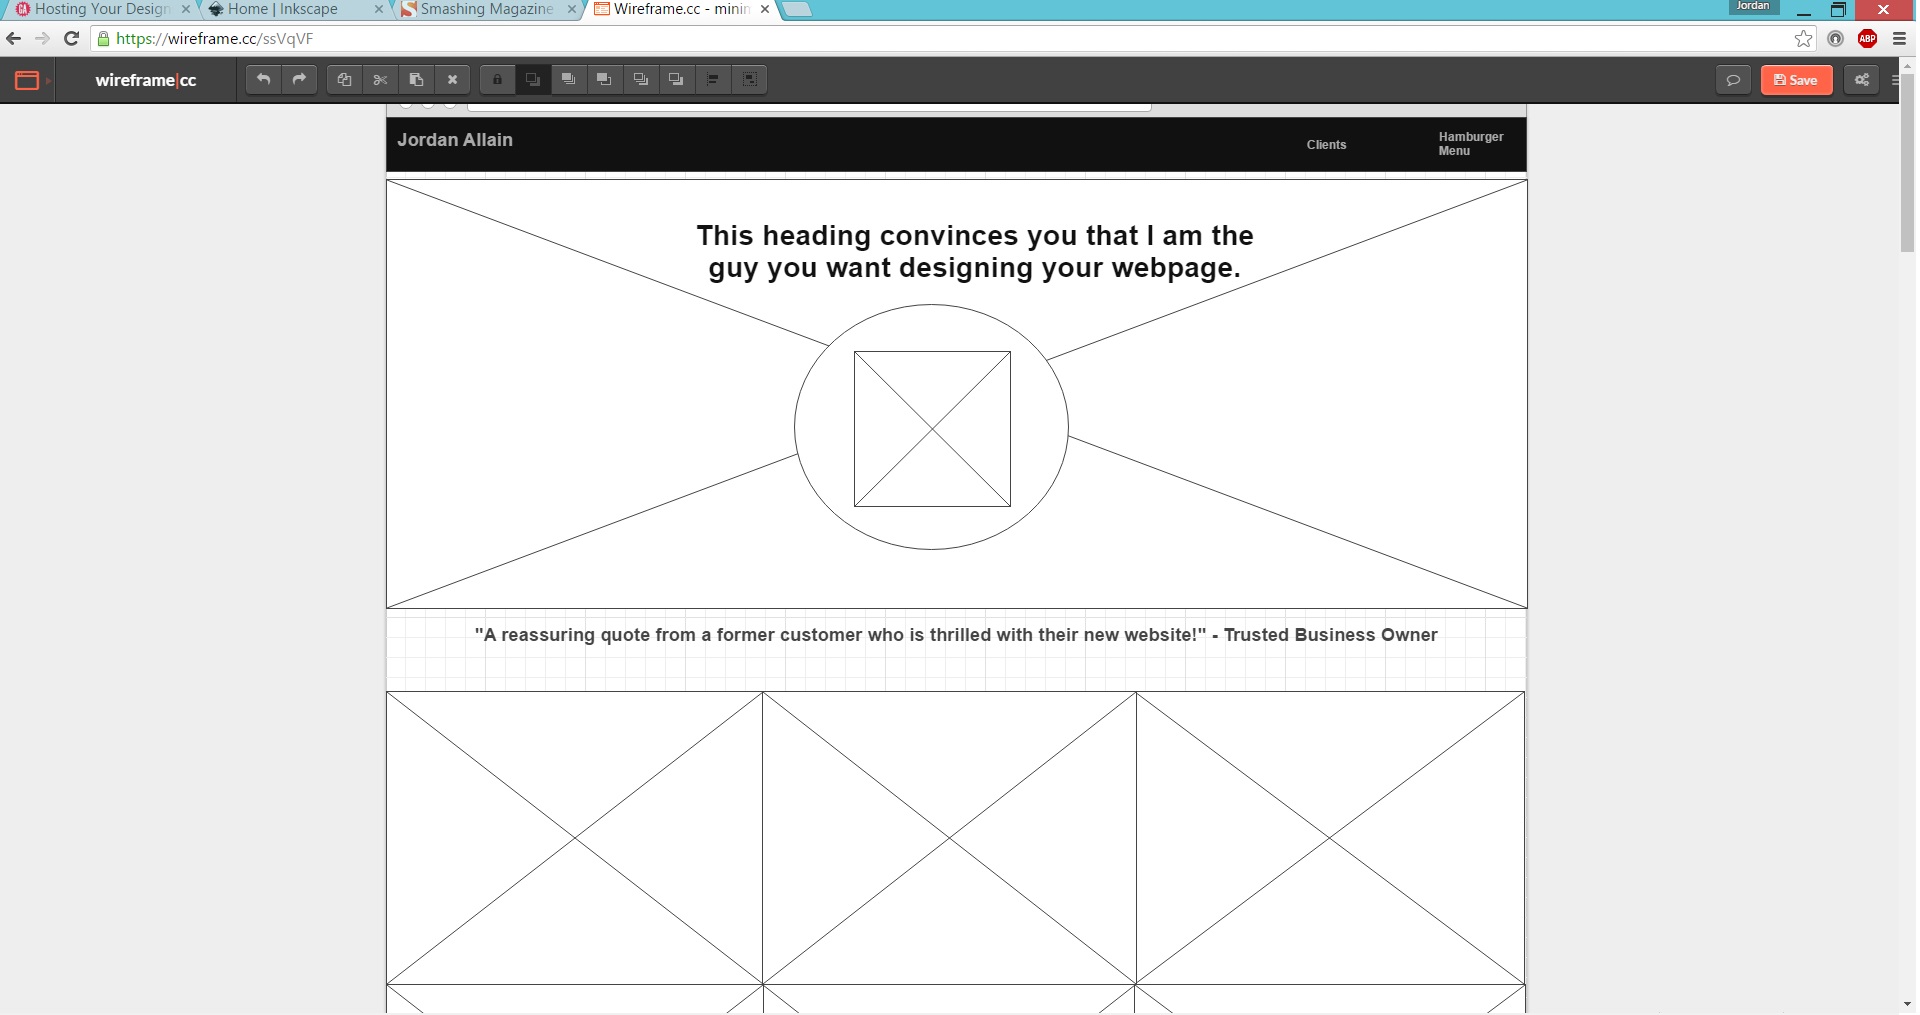 Hosting Your Design
Home | Inkscape
Smashing Magazine
Wireframe.cc - minim
Jordan
https://wireframe.cc/ssVqVF
ABP
wireframe|cc
Save
Jordan Allain
Clients
Hamburger
Menu
This heading convinces you that I am the
guy you want designing your webpage.
"A reassuring quote from a former customer who is thrilled with their new website!" - Trusted Business Owner